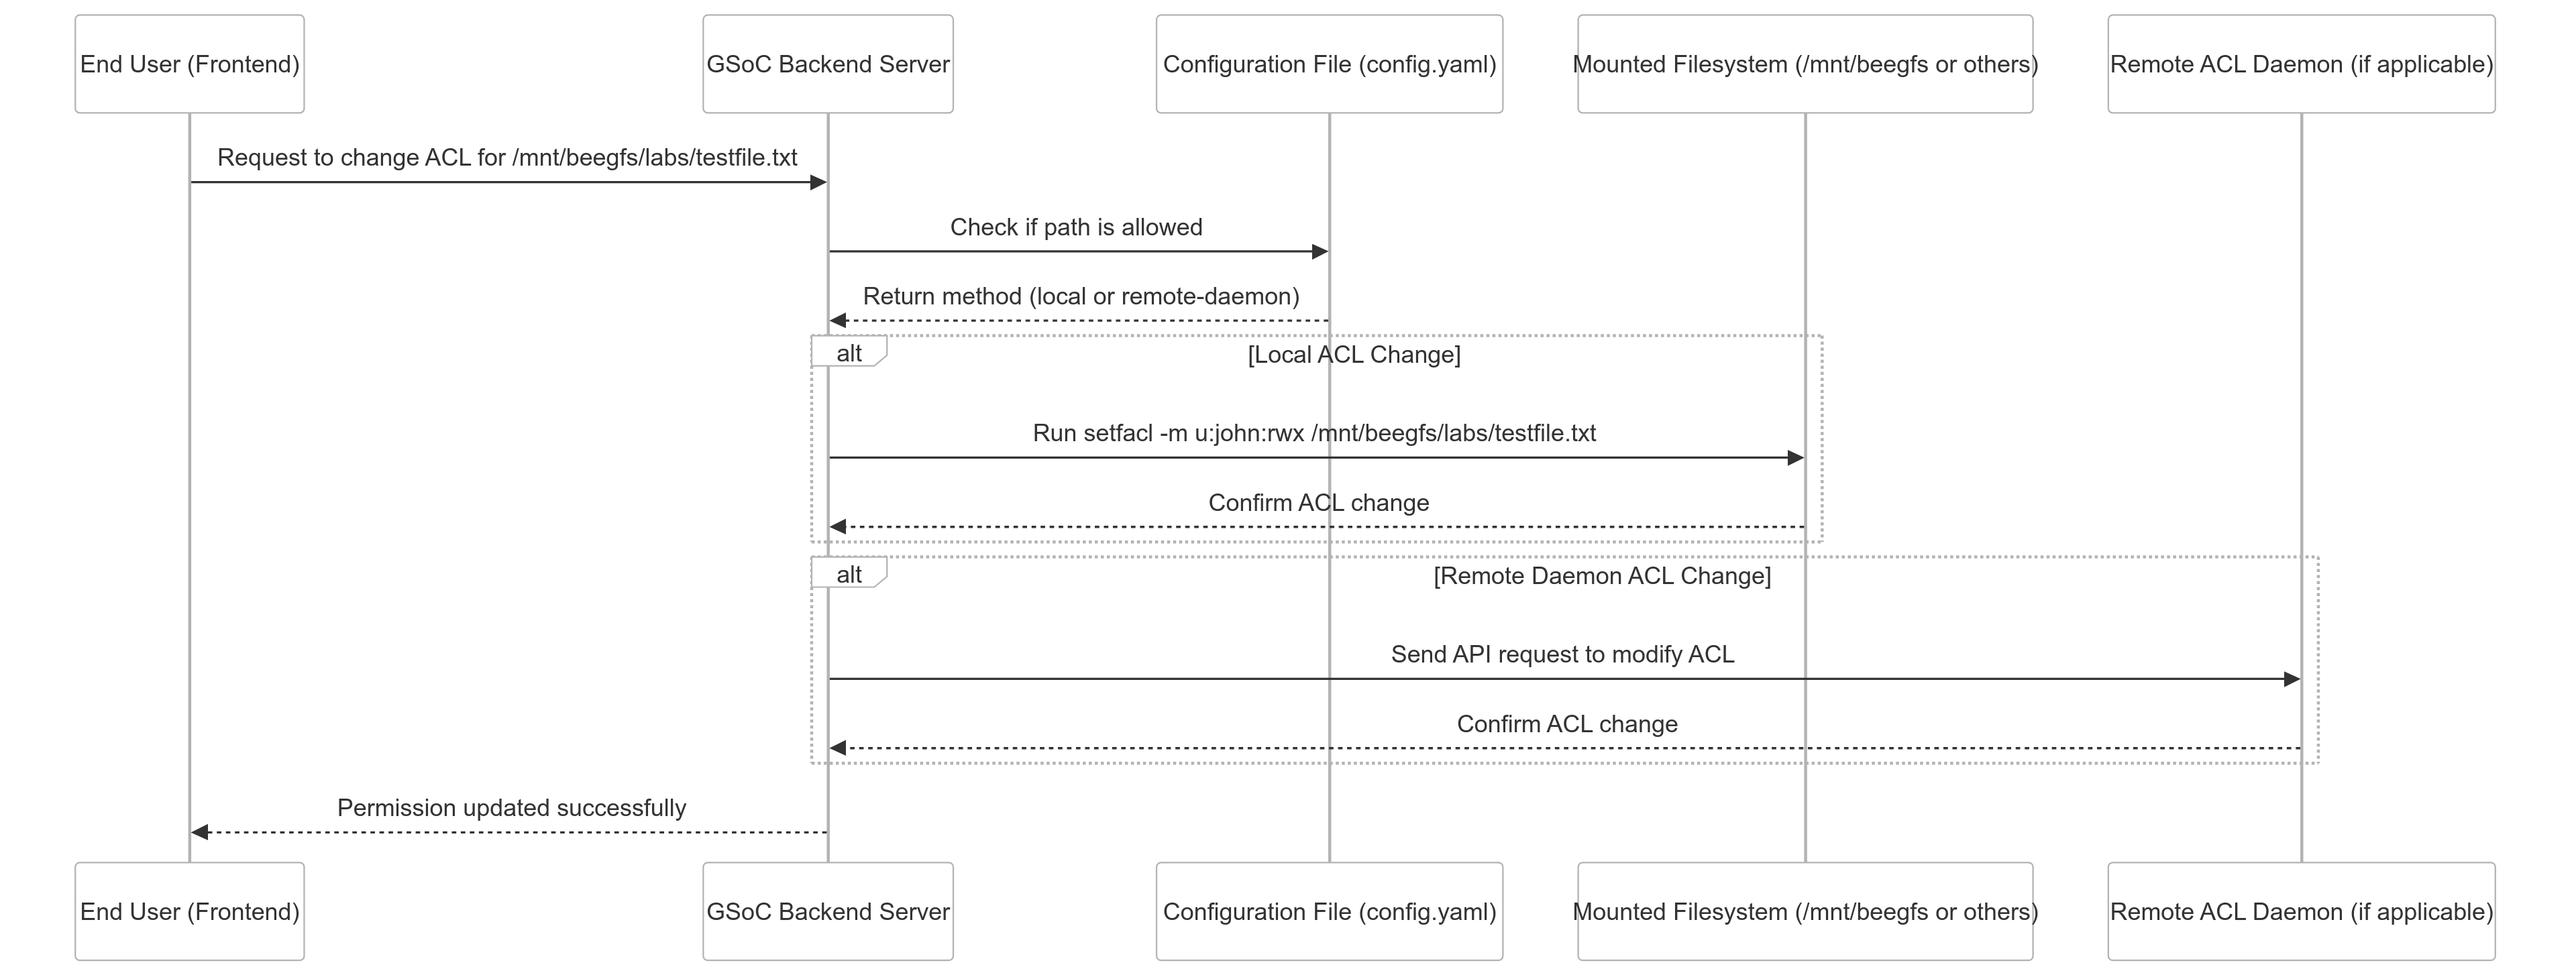 End User (Frontend)
GSoC Backend Server
Configuration File (config.yaml)
Mounted Filesystem (/mnt/beegfs or others)
Remote ACL Daemon (if applicable)
Request to change ACL for /mnt/beegfs/labs/testfile.txt
Check if path is allowed
Return method (local or remote-daemon)
alt
[Local ACL Change]
Run setfacl -m u:john:rwx /mnt/beegfs/labs/testfile.txt
Confirm ACL change
alt
[Remote Daemon ACL Change]
Send API request to modify ACL
Confirm ACL change
Permission updated successfully
End User (Frontend)
GSoC Backend Server
Configuration File (config.yaml)
Mounted Filesystem (/mnt/beegfs or others)
Remote ACL Daemon (if applicable)